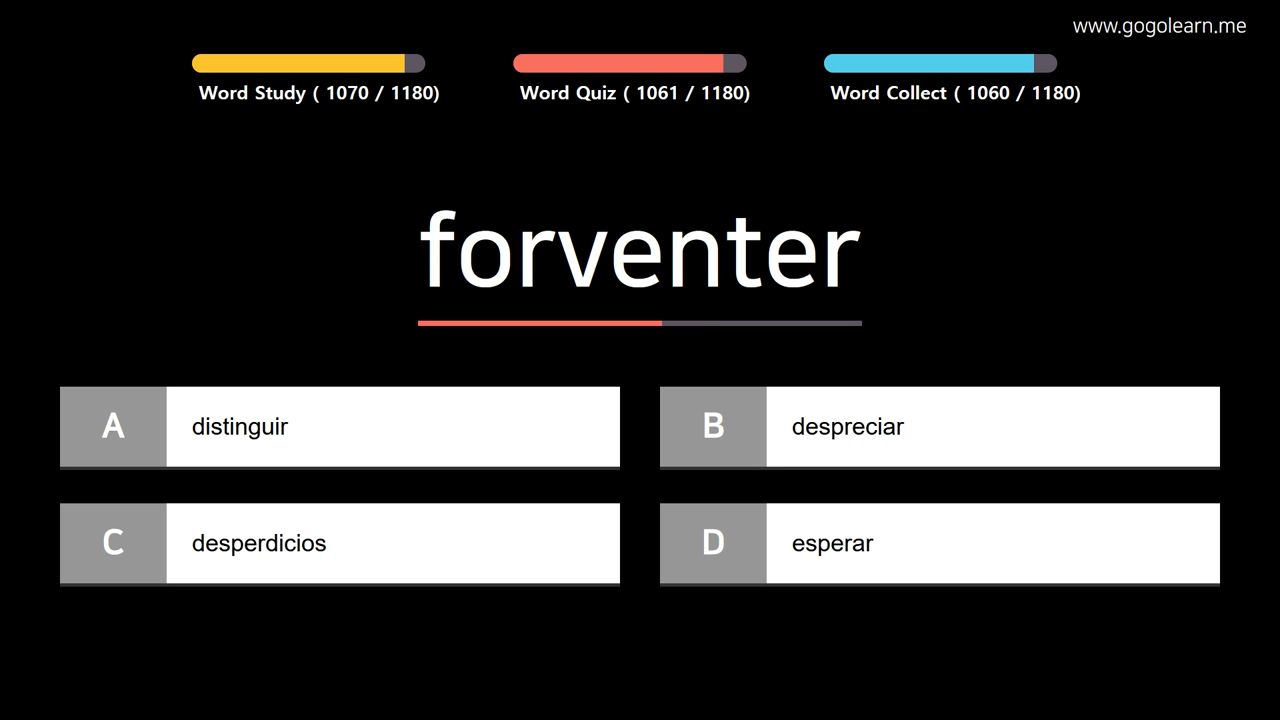 www.gogolearn.me
Word Study ( 1070 / 1180)
Word Quiz ( 1061 / 1180)
Word Collect ( 1060 / 1180)
forventer
A distinguir
B despreciar
C desperdicios
D esperar